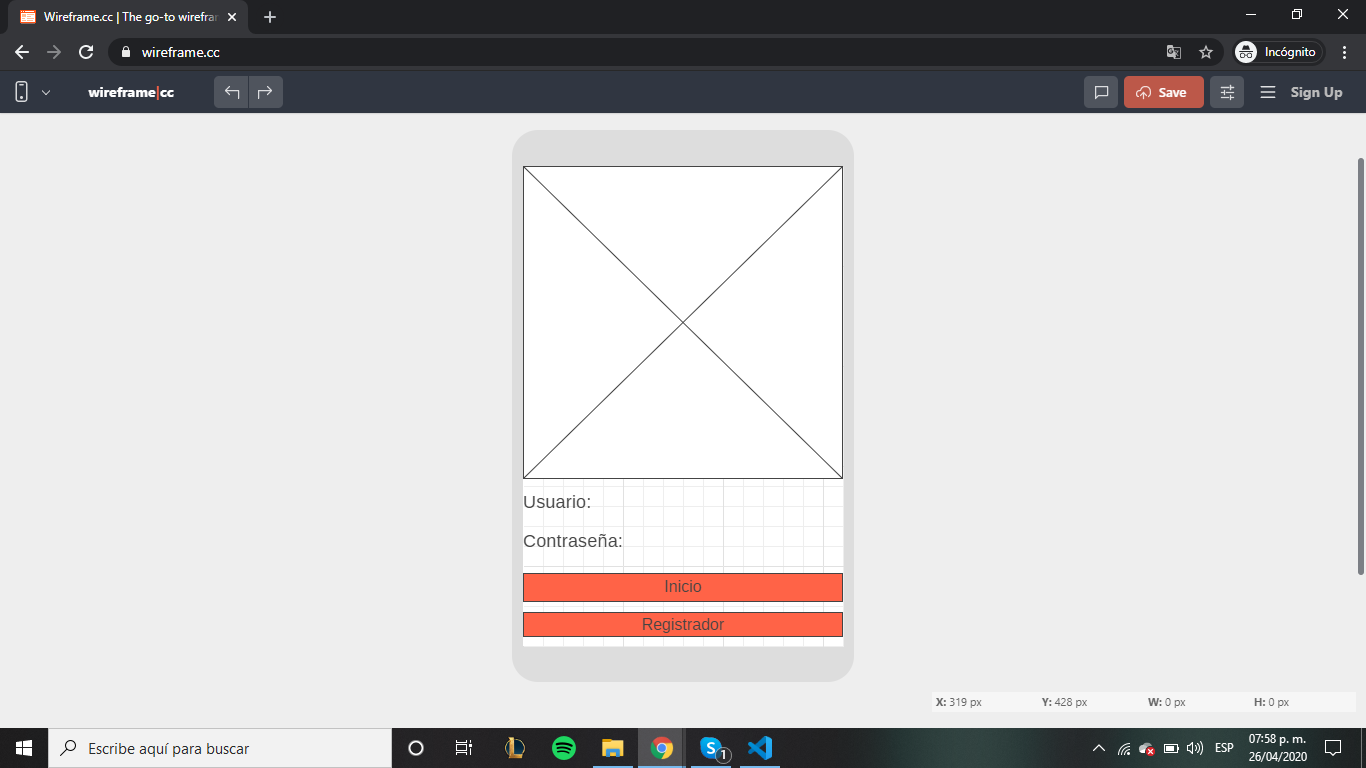 Wireframe.cc | The go-to wirefra
wireframe.cc
Incógnito
wireframe|cc
Save
Sign Up
Usuario:
Contraseña:
Inicio
Registrador
X: 319 px Y: 428 px W: 0 px H: 0 px
Escribe aquí para buscar
1
ESP
07:58 p. m.
26/04/2020